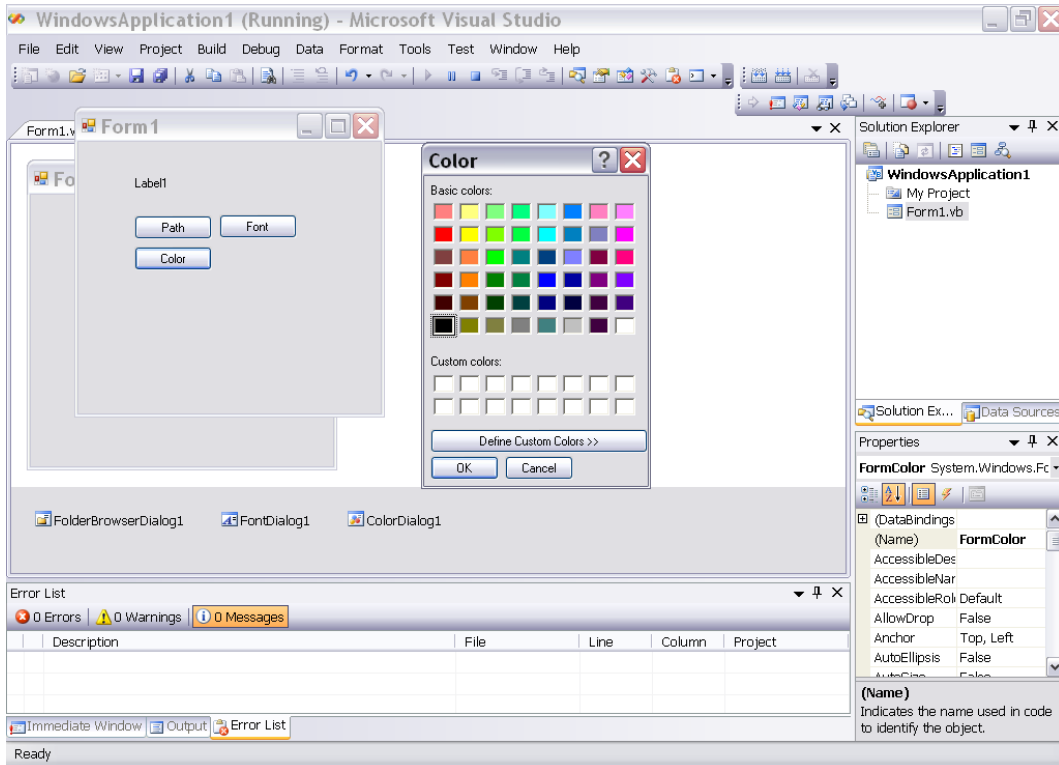 WindowsApplication1 (Running) - Microsoft Visual Studio
File Edit View Project Build Debug Data Format Tools Test Window Help
Form1.v
Form1
Fo
Label1
Path Font
Color
Color
Basic colors:
Custom colors:
Define Custom Colors >>
OK Cancel
FolderBrowserDialog1 FontDialog1 ColorDialog1
Solution Explorer
WindowsApplication1
My Project
Form1.vb
Solution Ex... Data Sources
Properties
FormColor System.Windows.Fc
(DataBindings
(Name) FormColor
AccessibleDes
AccessibleNar
AccessibleRol Default
AllowDrop False
Anchor Top, Left
AutoEllipsis False
AutoSize False
(Name)
Indicates the name used in code
to identify the object.
Error List
0 Errors 0 Warnings 0 Messages
Description File Line Column Project
Immediate Window Output Error List
Ready